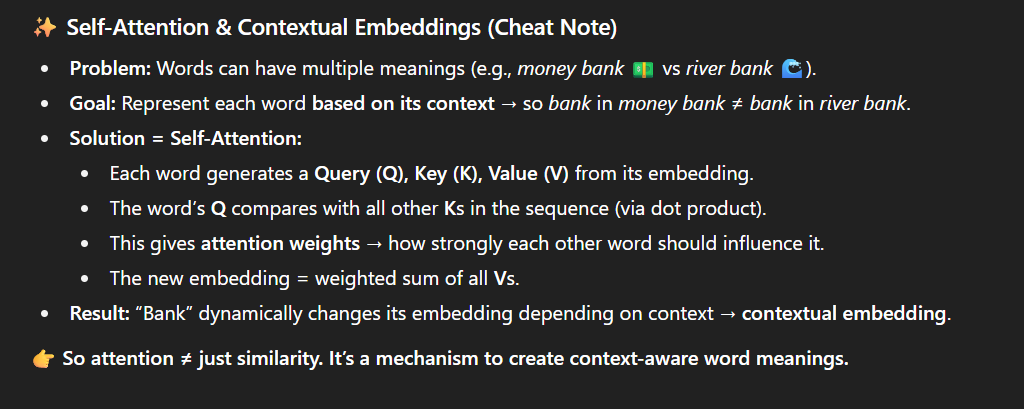 ✨ Self-Attention & Contextual Embeddings (Cheat Note)
• Problem: Words can have multiple meanings (e.g., money bank 💵 vs river bank 🌊).
• Goal: Represent each word based on its context → so bank in money bank ≠ bank in river bank.
• Solution = Self-Attention:
• Each word generates a Query (Q), Key (K), Value (V) from its embedding.
• The word’s Q compares with all other Ks in the sequence (via dot product).
• This gives attention weights → how strongly each other word should influence it.
• The new embedding = weighted sum of all Vs.
• Result: “Bank” dynamically changes its embedding depending on context → contextual embedding.
👉 So attention ≠ just similarity. It’s a mechanism to create context-aware word meanings.